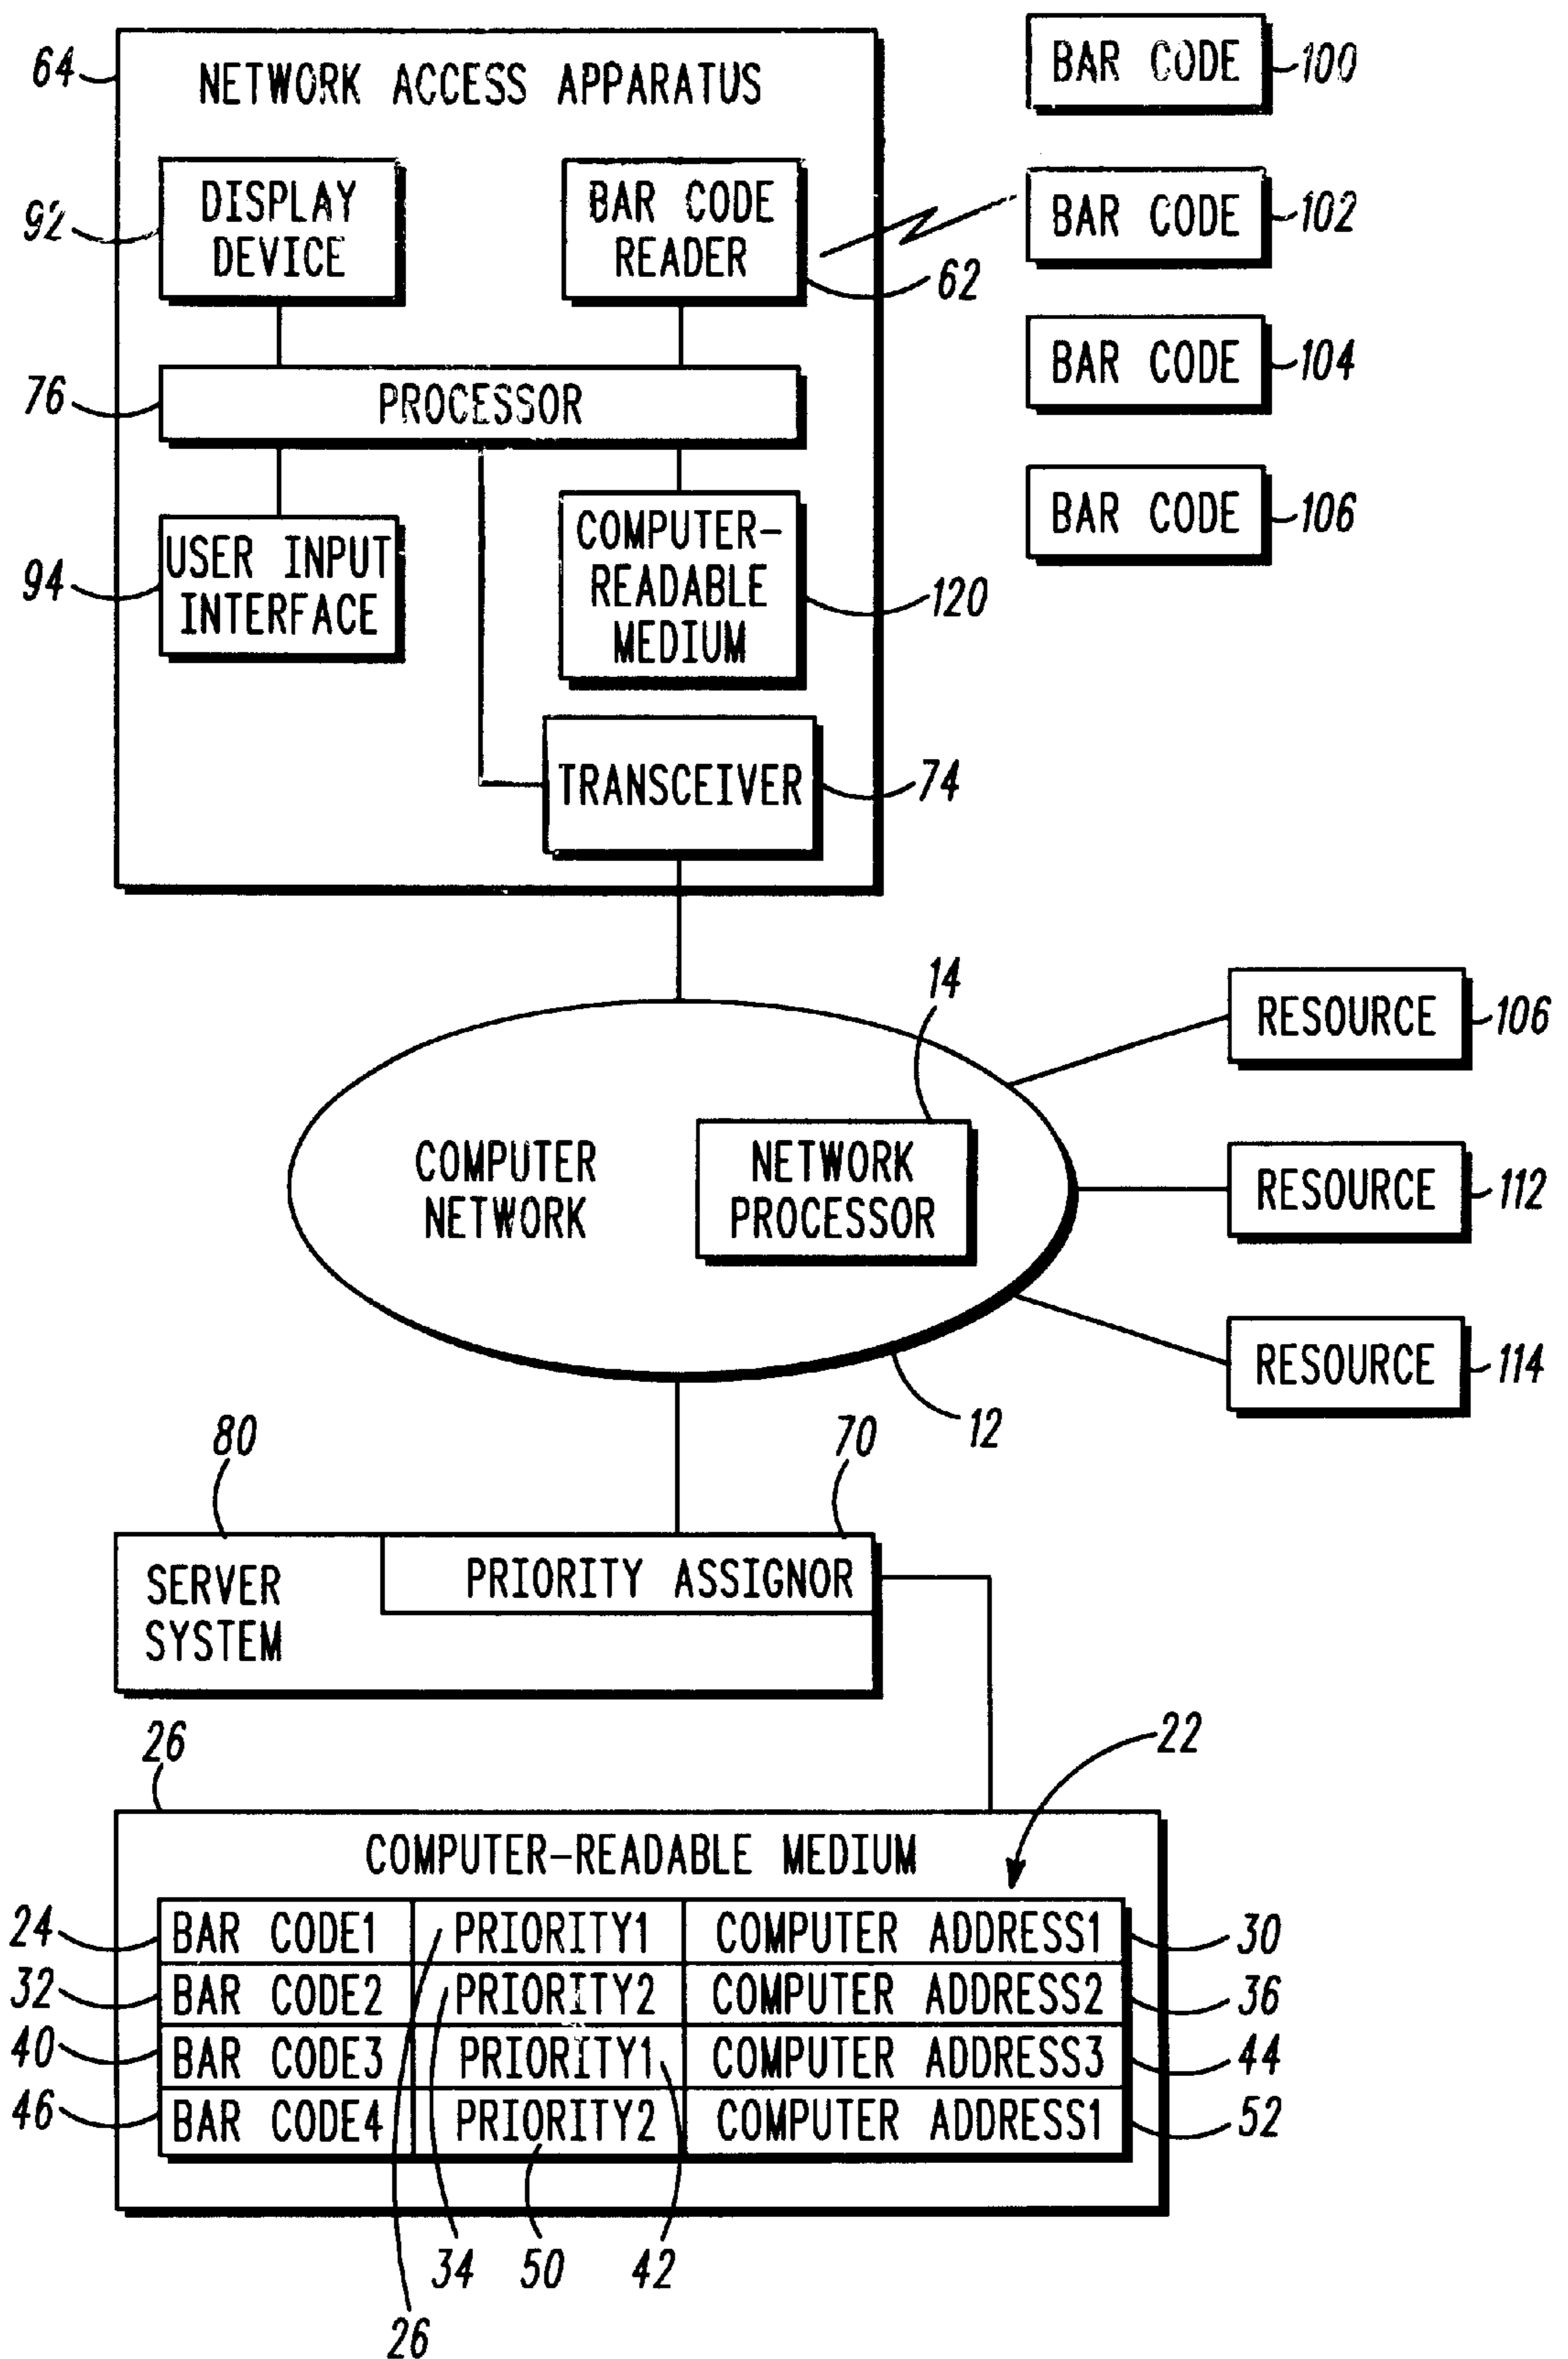 64
NETWORK ACCESS APPARATUS
BAR CODE
100
92
DISPLAY
DEVICE
BAR CODE
READER
62
BAR CODE
102
76
PROCESSOR
BAR CODE
104
94
USER INPUT
INTERFACE
COMPUTER-
READABLE
MEDIUM
120
BAR CODE
106
TRANSCEIVER
74
14
COMPUTER
NETWORK
NETWORK
PROCESSOR
12
RESOURCE
106
RESOURCE
112
RESOURCE
114
80
70
SERVER
SYSTEM
PRIORITY ASSIGNOR
26
22
COMPUTER-READABLE MEDIUM
24 BAR CODE1 PRIORITY1 COMPUTER ADDRESS1 30
32 BAR CODE2 PRIORITY2 COMPUTER ADDRESS2 36
40 BAR CODE3 PRIORITY1 COMPUTER ADDRESS3 44
46 BAR CODE4 PRIORITY2 COMPUTER ADDRESS1 52
34 50 42
26